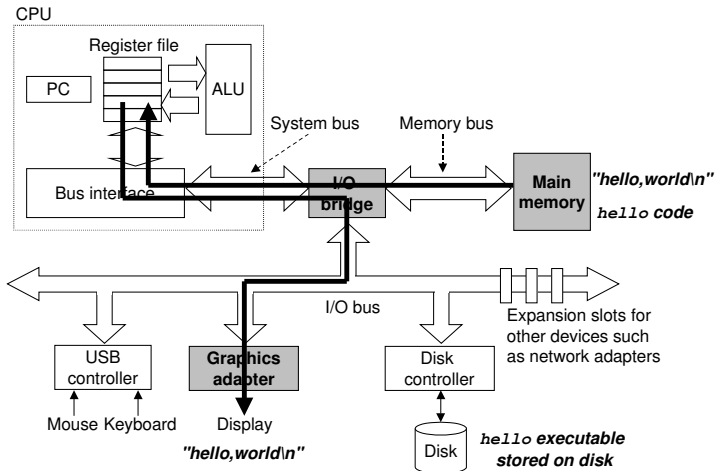 CPU
Register file
PC
ALU
System bus
Memory bus
Bus interface
I/O
bridge
Main
memory
"hello,world\n"
hello code
I/O bus
Expansion slots for
other devices such
as network adapters
USB
controller
Graphics
adapter
Disk
controller
Mouse Keyboard
Display
"hello,world\n"
Disk
hello executable
stored on disk